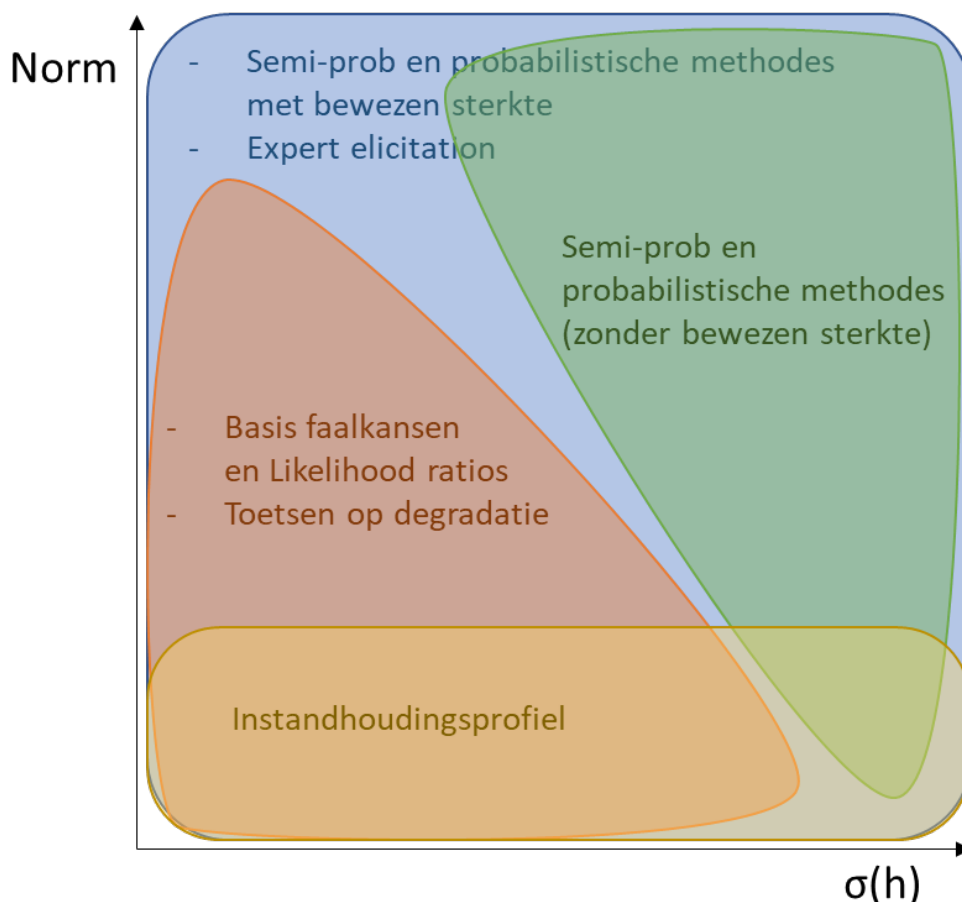 Norm
- Semi-prob en probabilistische methodes
met bewezen sterkte
- Expert elicitation
Semi-prob en
probabilistische methodes
(zonder bewezen sterkte)
- Basis faalkansen
en Likelihood ratios
- Toetsen op degradatie
Instandhoudingsprofiel
σ(h)